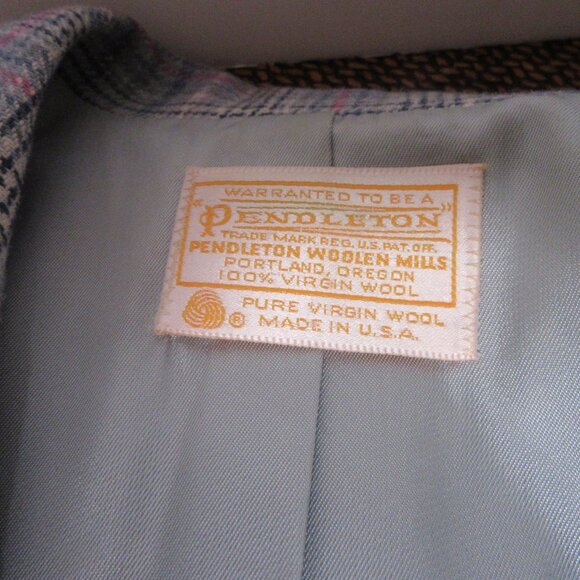 WARRANTED TO BE A
"PENDLETON"
TRADE MARK REG. U.S. PAT. OFF.
PENDLETON WOOLEN MILLS
PORTLAND, OREGON
100% VIRGIN WOOL
® PURE VIRGIN WOOL
MADE IN U.S.A.